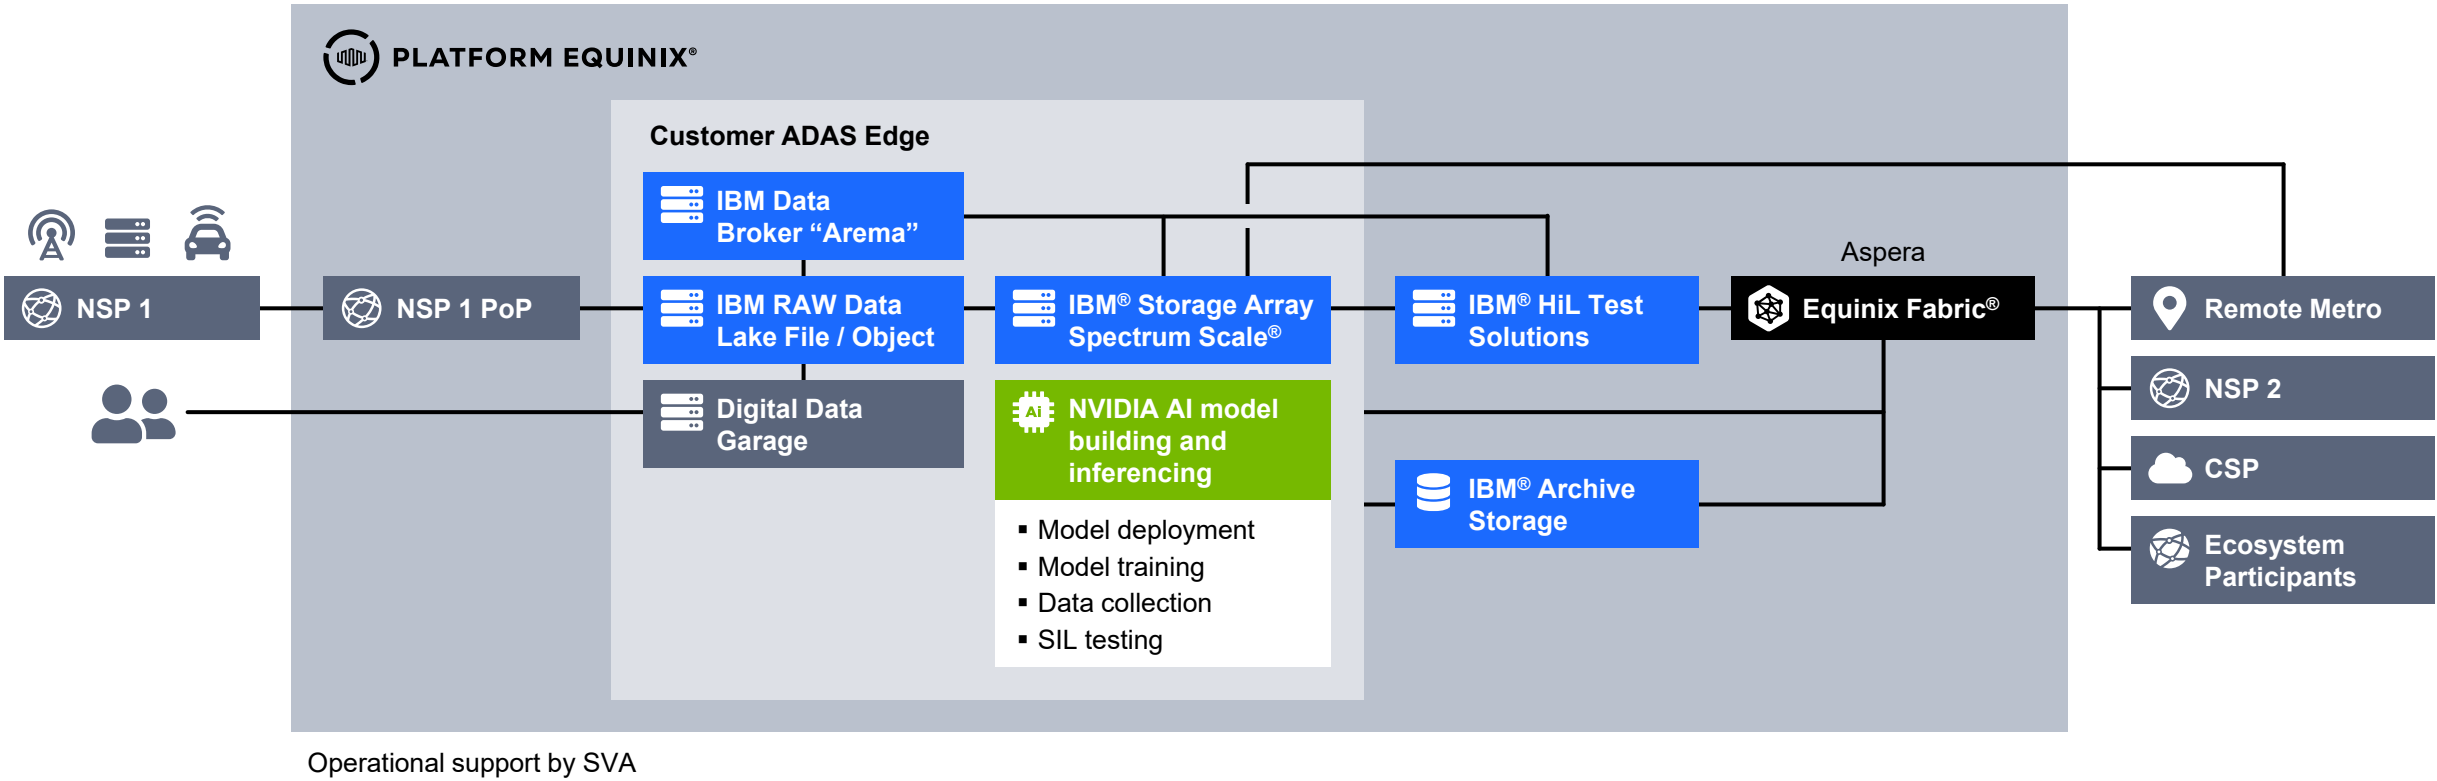 PLATFORM EQUINIX®
Customer ADAS Edge
IBM Data
Broker “Arema”
Aspera
NSP 1
NSP 1 PoP
IBM RAW Data
Lake File / Object
IBM® Storage Array
Spectrum Scale®
IBM® HiL Test
Solutions
Equinix Fabric®
Remote Metro
NSP 2
Digital Data
Garage
Ai
NVIDIA AI model
building and
inferencing
CSP
IBM® Archive
Storage
▪ Model deployment
▪ Model training
▪ Data collection
▪ SIL testing
Ecosystem
Participants
Operational support by SVA